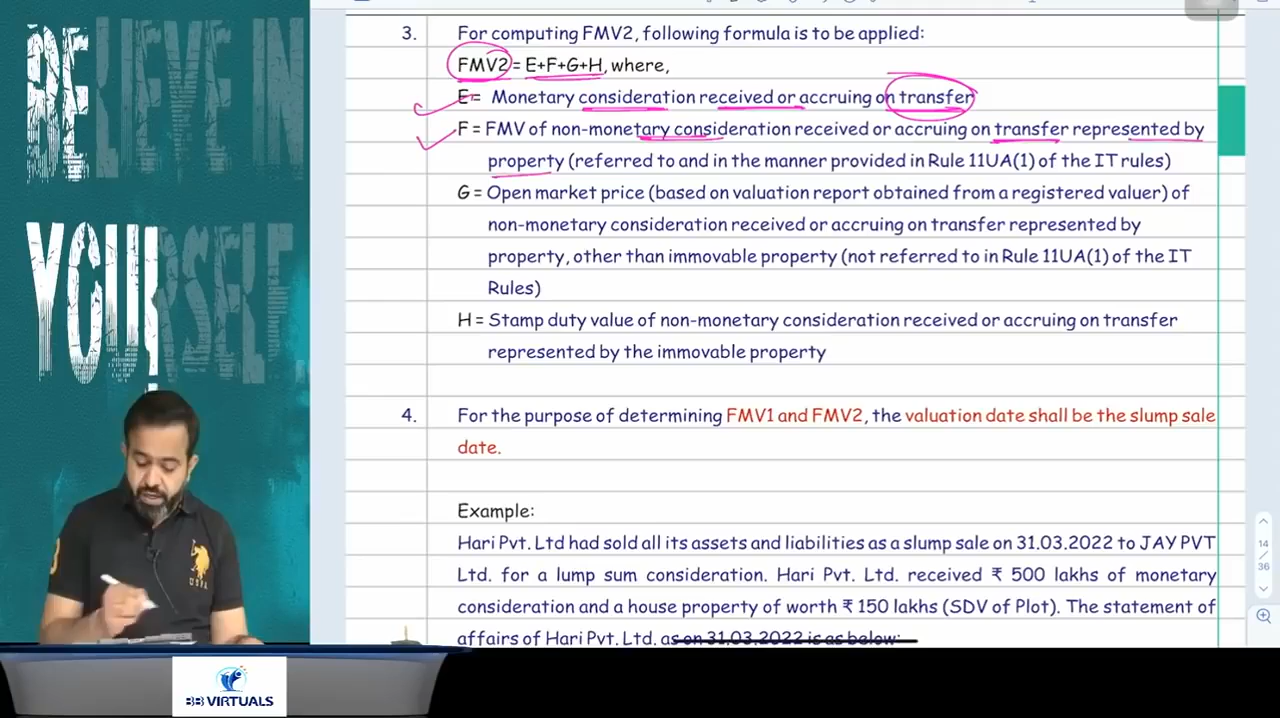 BELIEVE IN
YOURSELF.
3. For computing FMV2, following formula is to be applied:
FMV2 = E+F+G+H, where,
E = Monetary consideration received or accruing on transfer
F = FMV of non-monetary consideration received or accruing on transfer represented by
property (referred to and in the manner provided in Rule 11UA(1) of the IT rules)
G = Open market price (based on valuation report obtained from a registered valuer) of
non-monetary consideration received or accruing on transfer represented by
property, other than immovable property (not referred to in Rule 11UA(1) of the IT
Rules)
H = Stamp duty value of non-monetary consideration received or accruing on transfer
represented by the immovable property
4. For the purpose of determining FMV1 and FMV2, the valuation date shall be the slump sale
date.
Example:
Hari Pvt. Ltd had sold all its assets and liabilities as a slump sale on 31.03.2022 to JAY PVT
Ltd. for a lump sum consideration. Hari Pvt. Ltd. received ₹ 500 lakhs of monetary
consideration and a house property of worth ₹ 150 lakhs (SDV of Plot). The statement of
affairs of Hari Pvt. Ltd. as on 31.03.2022 is as below:
14
/
36
BB VIRTUALS